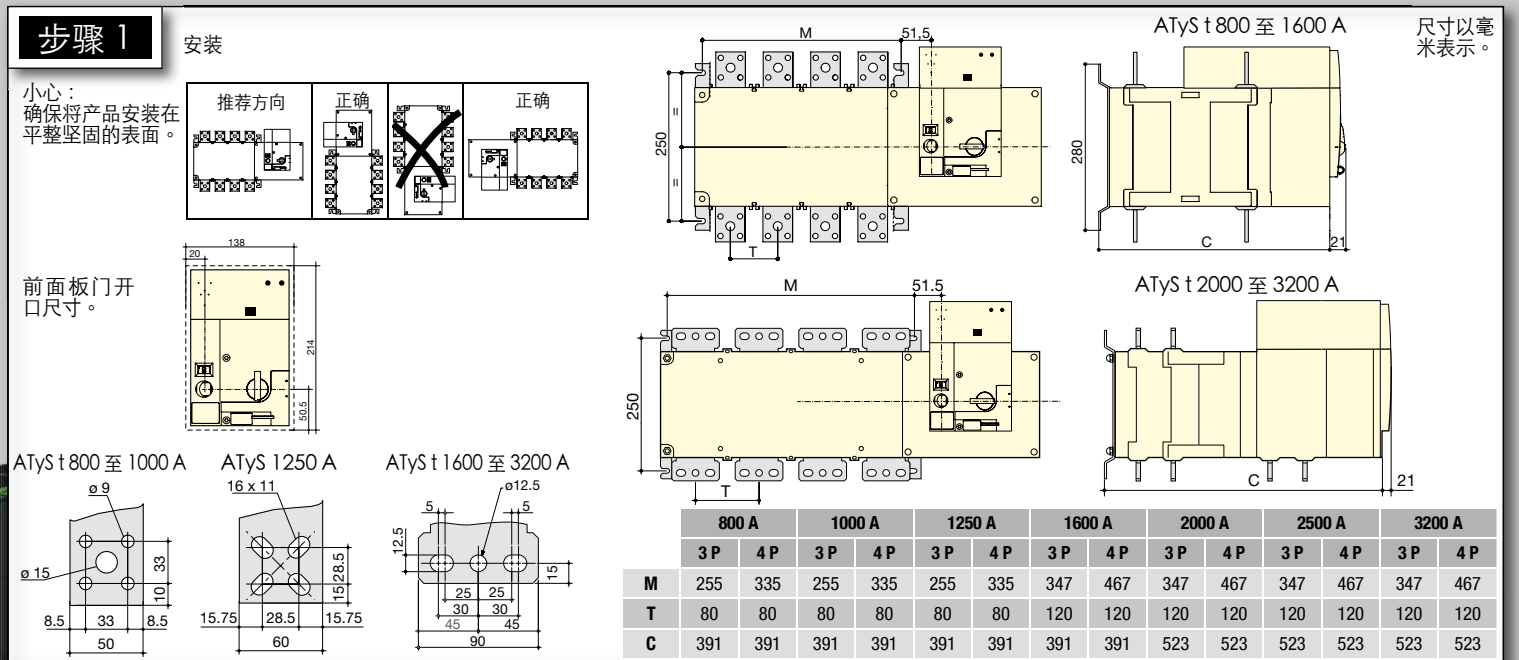 步骤 1
安装
小心：
确保将产品安装在
平整坚固的表面。
推荐方向
正确
正确
前面板门开
口尺寸。
138
20
214
50.5
M
51,5
250
=
=
T
ATyS t 800 至 1600 A
尺寸以毫
米表示。
280
C
21
M
51.5
250
T
ATyS t 2000 至 3200 A
C
21
ATyS t 800 至 1000 A
ø 9
ø 15
33
10
8.5
33
8.5
50
ATyS 1250 A
16 x 11
28.5
15
15.75
28.5
15.75
60
ATyS t 1600 至 3200 A
ø12.5
5
5
12.5
15
25
25
30
30
45
45
90
800 A 1000 A 1250 A 1600 A 2000 A 2500 A 3200 A
3 P 4 P 3 P 4 P 3 P 4 P 3 P 4 P 3 P 4 P 3 P 4 P 3 P 4 P
M 255 335 255 335 255 335 347 467 347 467 347 467 347 467
T 80 80 80 80 80 80 120 120 120 120 120 120 120 120
C 391 391 391 391 391 391 391 391 523 523 523 523 523 523